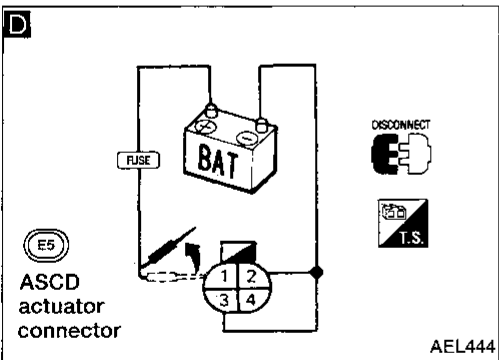 D
DISCONNECT
FUSE
BAT
T.S.
E5
1 2
3 4
ASCD
actuator
connector
AEL444